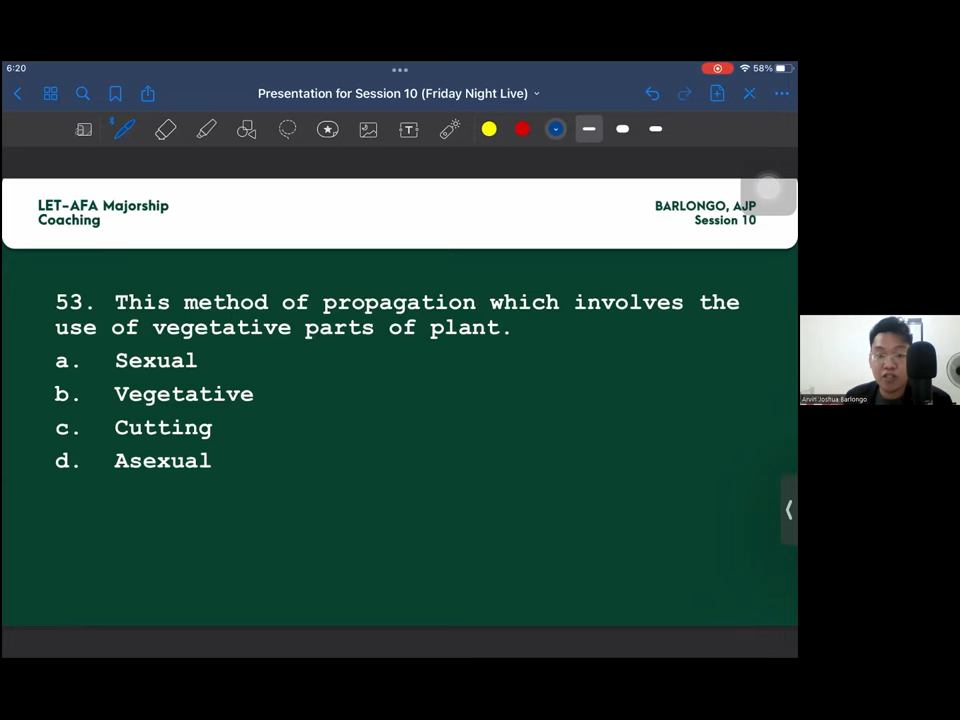 6:20
58%
Presentation for Session 10 (Friday Night Live)
T
LET-AFA Majorship
Coaching
BARLONGO, AJP
Session 10
53. This method of propagation which involves the
use of vegetative parts of plant.
a. Sexual
b. Vegetative
c. Cutting
d. Asexual
Arvin Joshua Barlongo